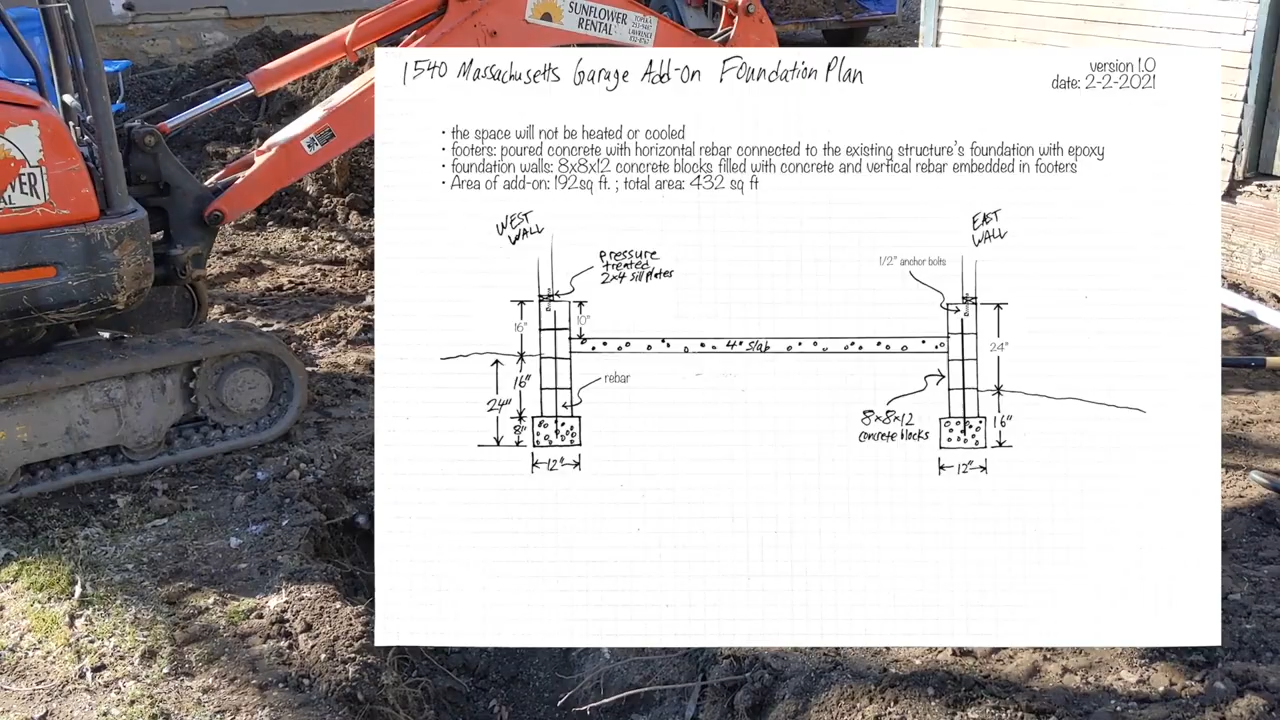 SUNFLOWER
RENTAL
TOPEKA
233-9482
LAWRENCE
832-8767
1540 Massachusetts Garage Add-on Foundation Plan
version 1.0
date: 2-2-2021
• the space will not be heated or cooled
• footers: poured concrete with horizontal rebar connected to the existing structure's foundation with epoxy
• foundation walls: 8x8x12 concrete blocks filled with concrete and vertical rebar embedded in footers
• Area of add-on: 192sq ft. ; total area: 432 sq ft
WEST
WALL
EAST
WALL
pressure
treated
2x4 sill plates
1/2" anchor bolts
16"
10"
4" Slab
24"
16"
rebar
24"
8"
8x8x12
concrete blocks
16"
12"
12"